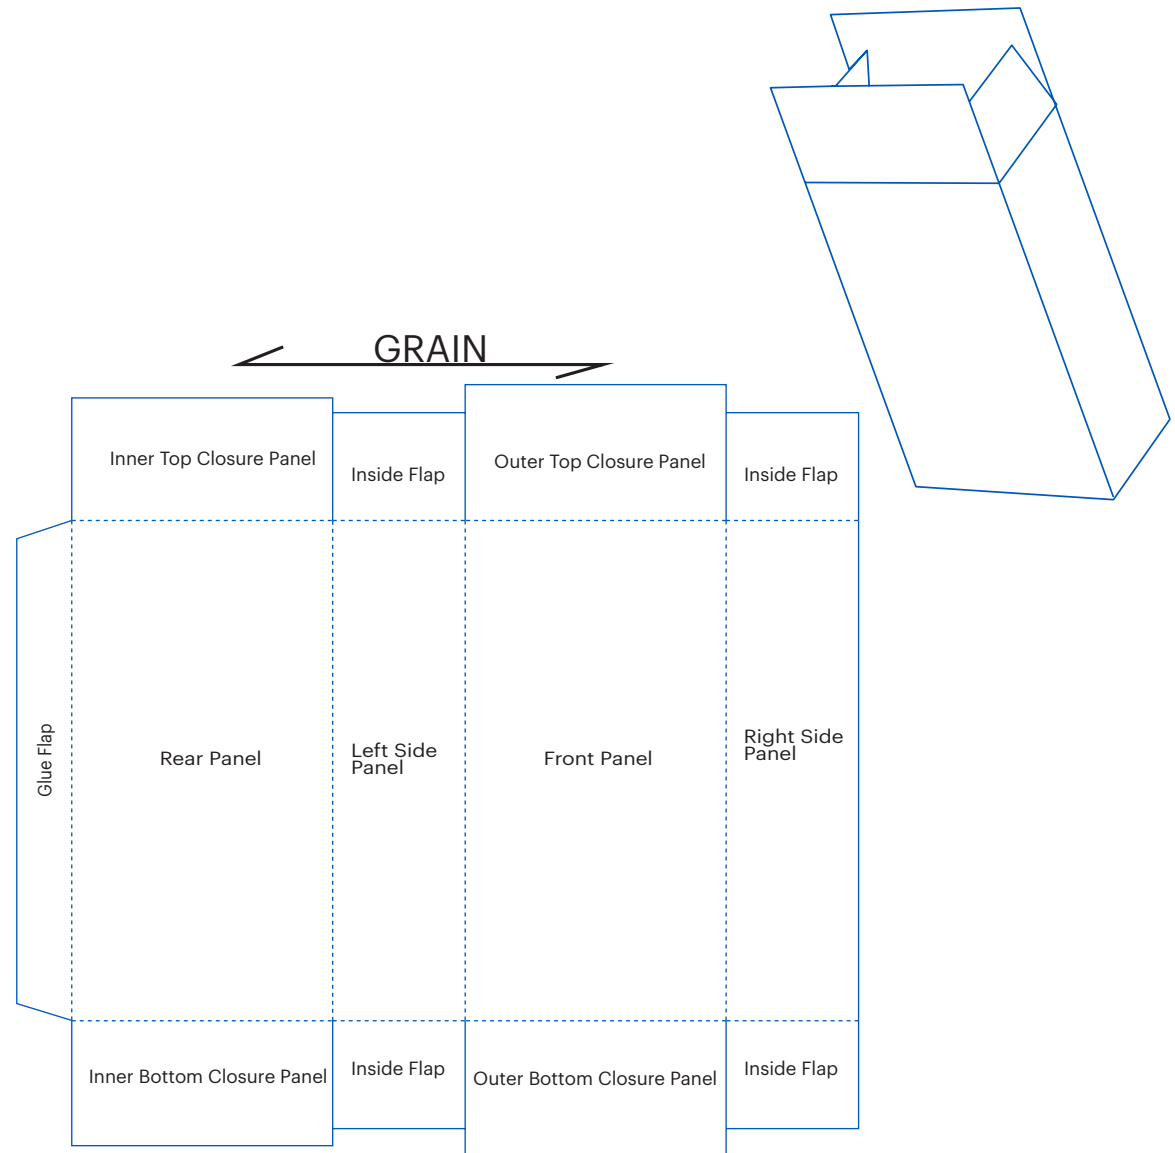 GRAIN
Inner Top Closure Panel
Inside Flap
Outer Top Closure Panel
Inside Flap
Glue Flap
Rear Panel
Left Side
Panel
Front Panel
Right Side
Panel
Inner Bottom Closure Panel
Inside Flap
Outer Bottom Closure Panel
Inside Flap